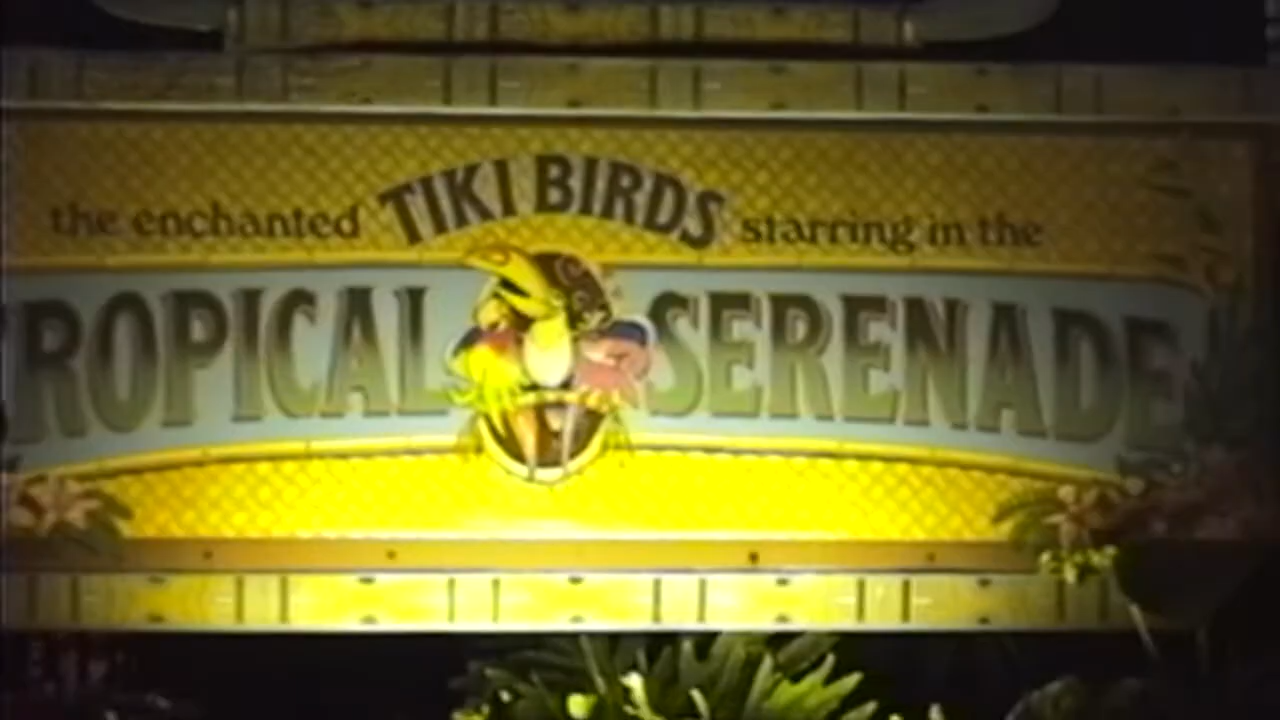 the enchanted TIKI BIRDS starring in the
ROPICAL SERENADE